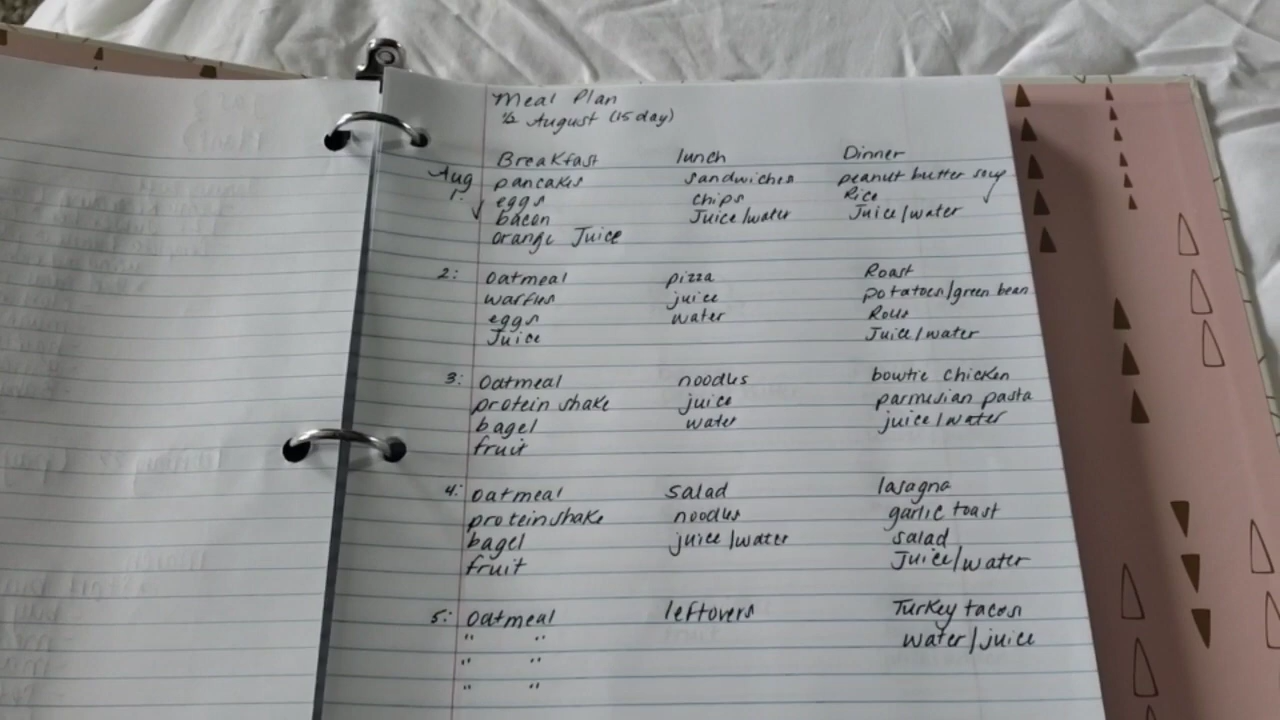 Meal Plan
1/2 August (15 day)
Breakfast lunch Dinner
Aug pancakes sandwiches peanut butter soup
1: eggs chips Rice
bacon Juice/water Juice/water
orange Juice
2: Oatmeal pizza Roast
waffles juice potatoes/green bean
eggs water Rolls
Juice Juice/water
3: Oatmeal noodles bowtie chicken
protein shake juice parmesian pasta
bagel water juice/water
fruit
4: Oatmeal salad lasagna
protein shake noodles garlic toast
bagel juice/water salad
fruit Juice/water
5: Oatmeal leftovers Turkey tacos
" " water/juice
" "
" "